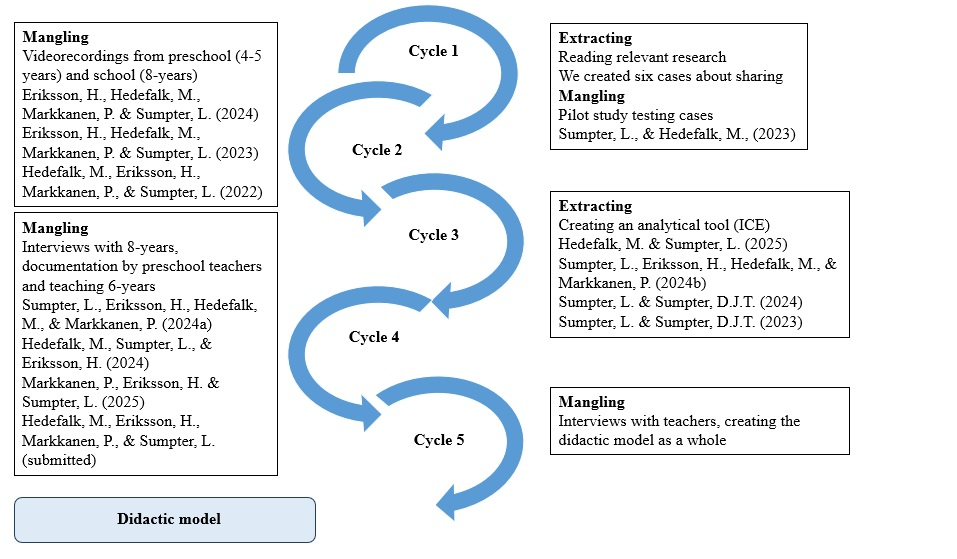 Cycle 1
Extracting
Reading relevant research
We created six cases about sharing
Mangling
Pilot study testing cases
Sumpter, L., & Hedefalk, M., (2023)
Mangling
Videorecordings from preschool (4-5
years) and school (8-years)
Eriksson, H., Hedefalk, M.,
Markkanen, P. & Sumpter, L. (2024)
Eriksson, H., Hedefalk, M.,
Markkanen, P. & Sumpter, L. (2023)
Hedefalk, M., Eriksson, H.,
Markkanen, P., & Sumpter, L. (2022)
Cycle 2
Cycle 3
Extracting
Creating an analytical tool (ICE)
Hedefalk, M. & Sumpter, L. (2025)
Sumpter, L., Eriksson, H., Hedefalk, M., &
Markkanen, P. (2024b)
Sumpter, L. & Sumpter, D.J.T. (2024)
Sumpter, L. & Sumpter, D.J.T. (2023)
Mangling
Interviews with 8-years,
documentation by preschool teachers
and teaching 6-years
Sumpter, L., Eriksson, H., Hedefalk,
M., & Markkanen, P. (2024a)
Hedefalk, M., Sumpter, L., &
Eriksson, H. (2024)
Markkanen, P., Eriksson, H. &
Sumpter, L. (2025)
Hedefalk, M., Eriksson, H.,
Markkanen, P., & Sumpter, L.
(submitted)
Cycle 4
Cycle 5
Mangling
Interviews with teachers, creating the
didactic model as a whole
Didactic model